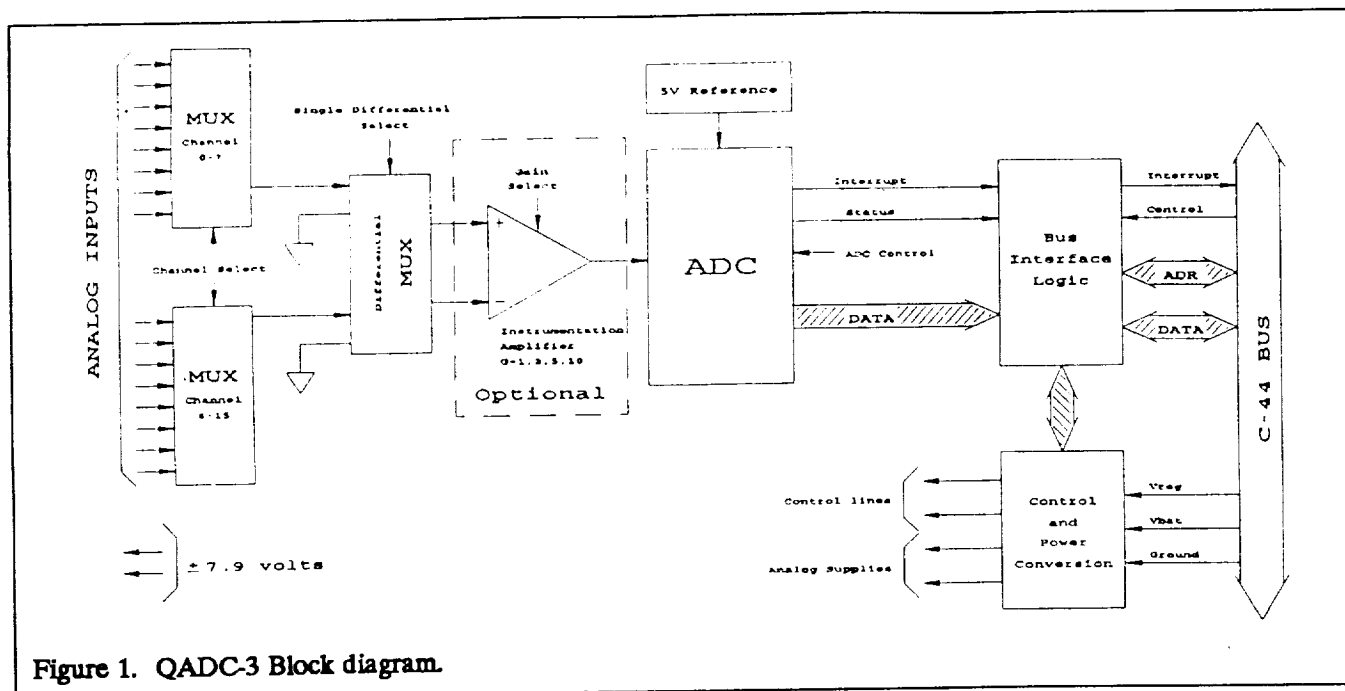 ANALOG INPUTS
MUX
Channel
0-7
Channel Select
MUX
Channel
8-15
Single Differential
Select
Differential
MUX
Gain
Select
+
−
Instrumentation
Amplifier
G=1,2,5,10
Optional
5V Reference
ADC
Interrupt
Status
ADC Control
DATA
Bus
Interface
Logic
Interrupt
Control
ADR
DATA
C-44 BUS
Control lines
Analog Supplies
Control
and
Power
Conversion
Vreg
Vbat
Ground
± 7.9 volts
Figure 1. QADC-3 Block diagram.